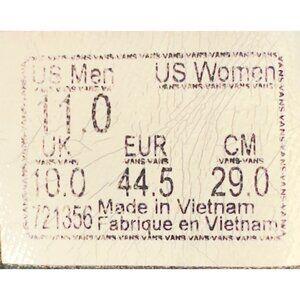 US Men US Women
11.0
UK EUR CM
10.0 44.5 29.0
721356 Made in Vietnam
Fabrique en Vietnam